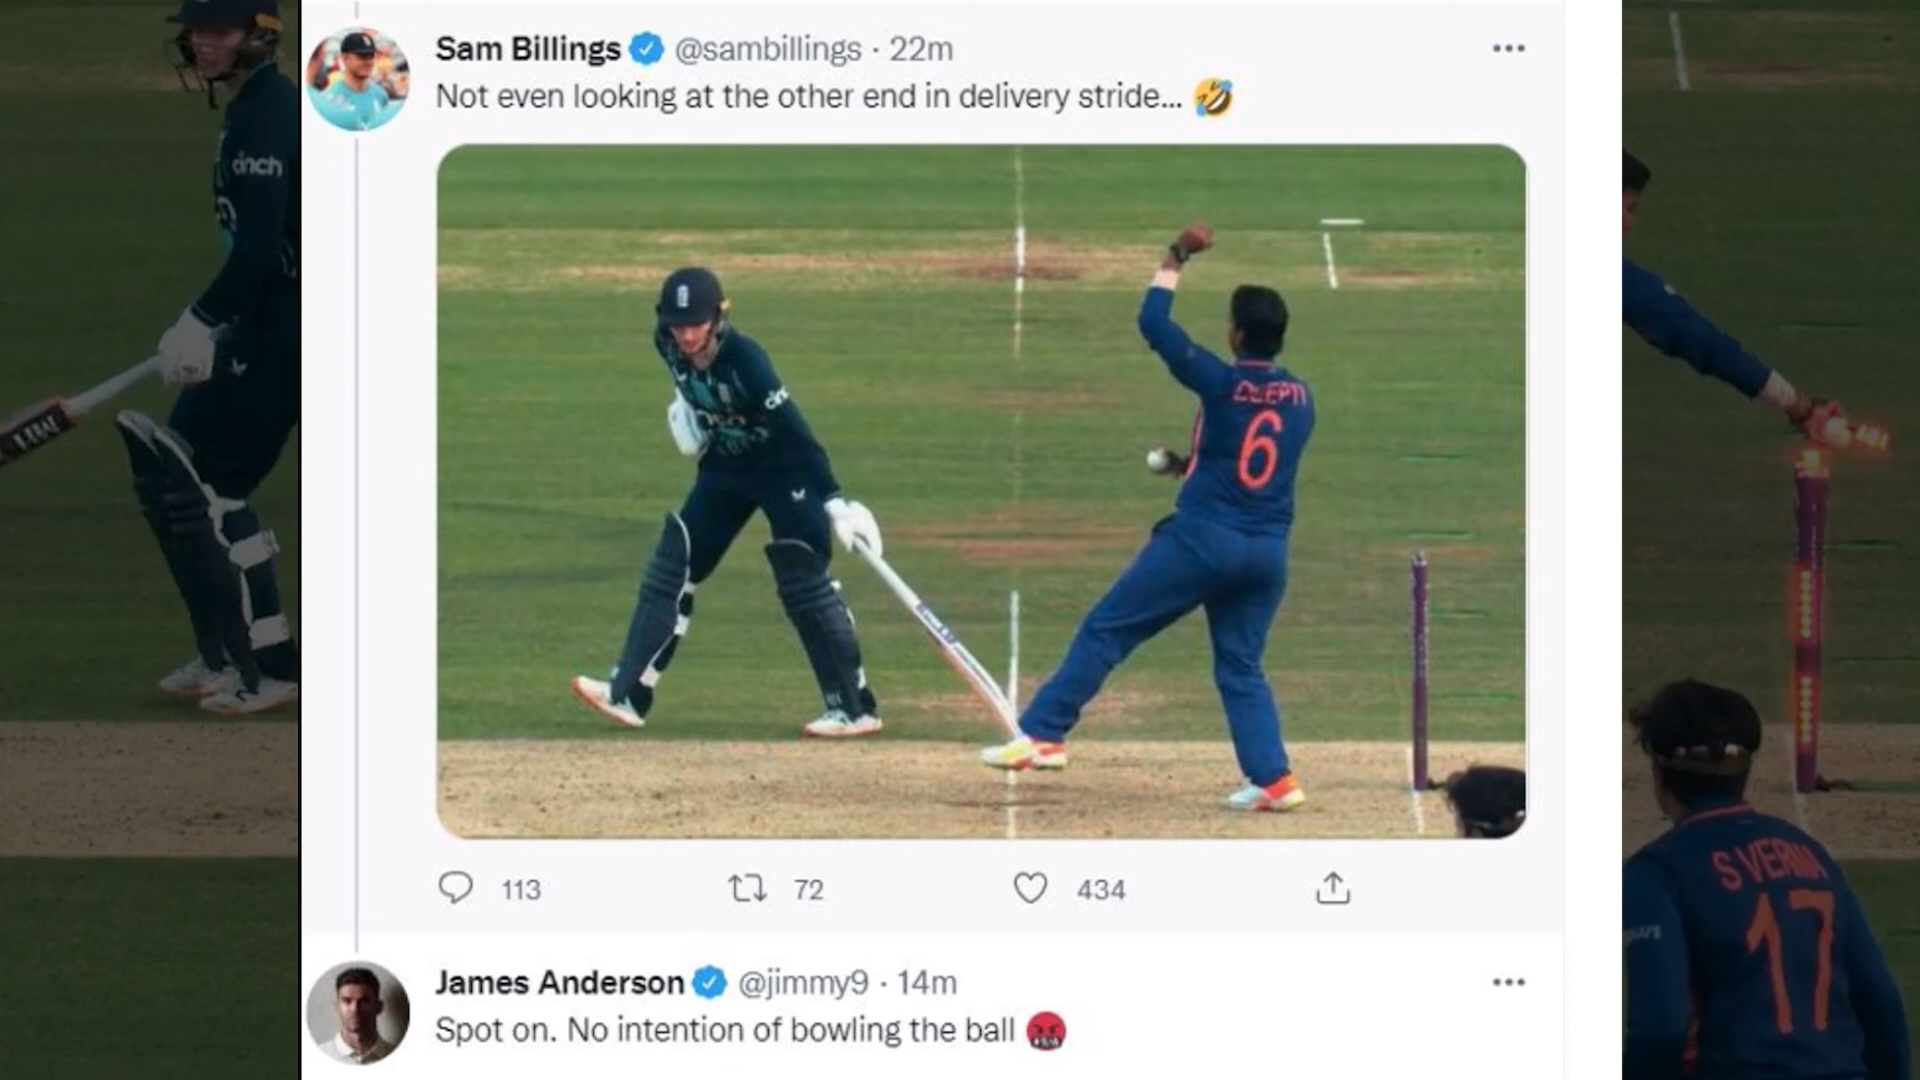 Sam Billings @sambillings · 22m
Not even looking at the other end in delivery stride... 🤣
cinch
DEEPTI
6
113 72 434
James Anderson @jimmy9 · 14m
Spot on. No intention of bowling the ball 🤬
S VERMA
17